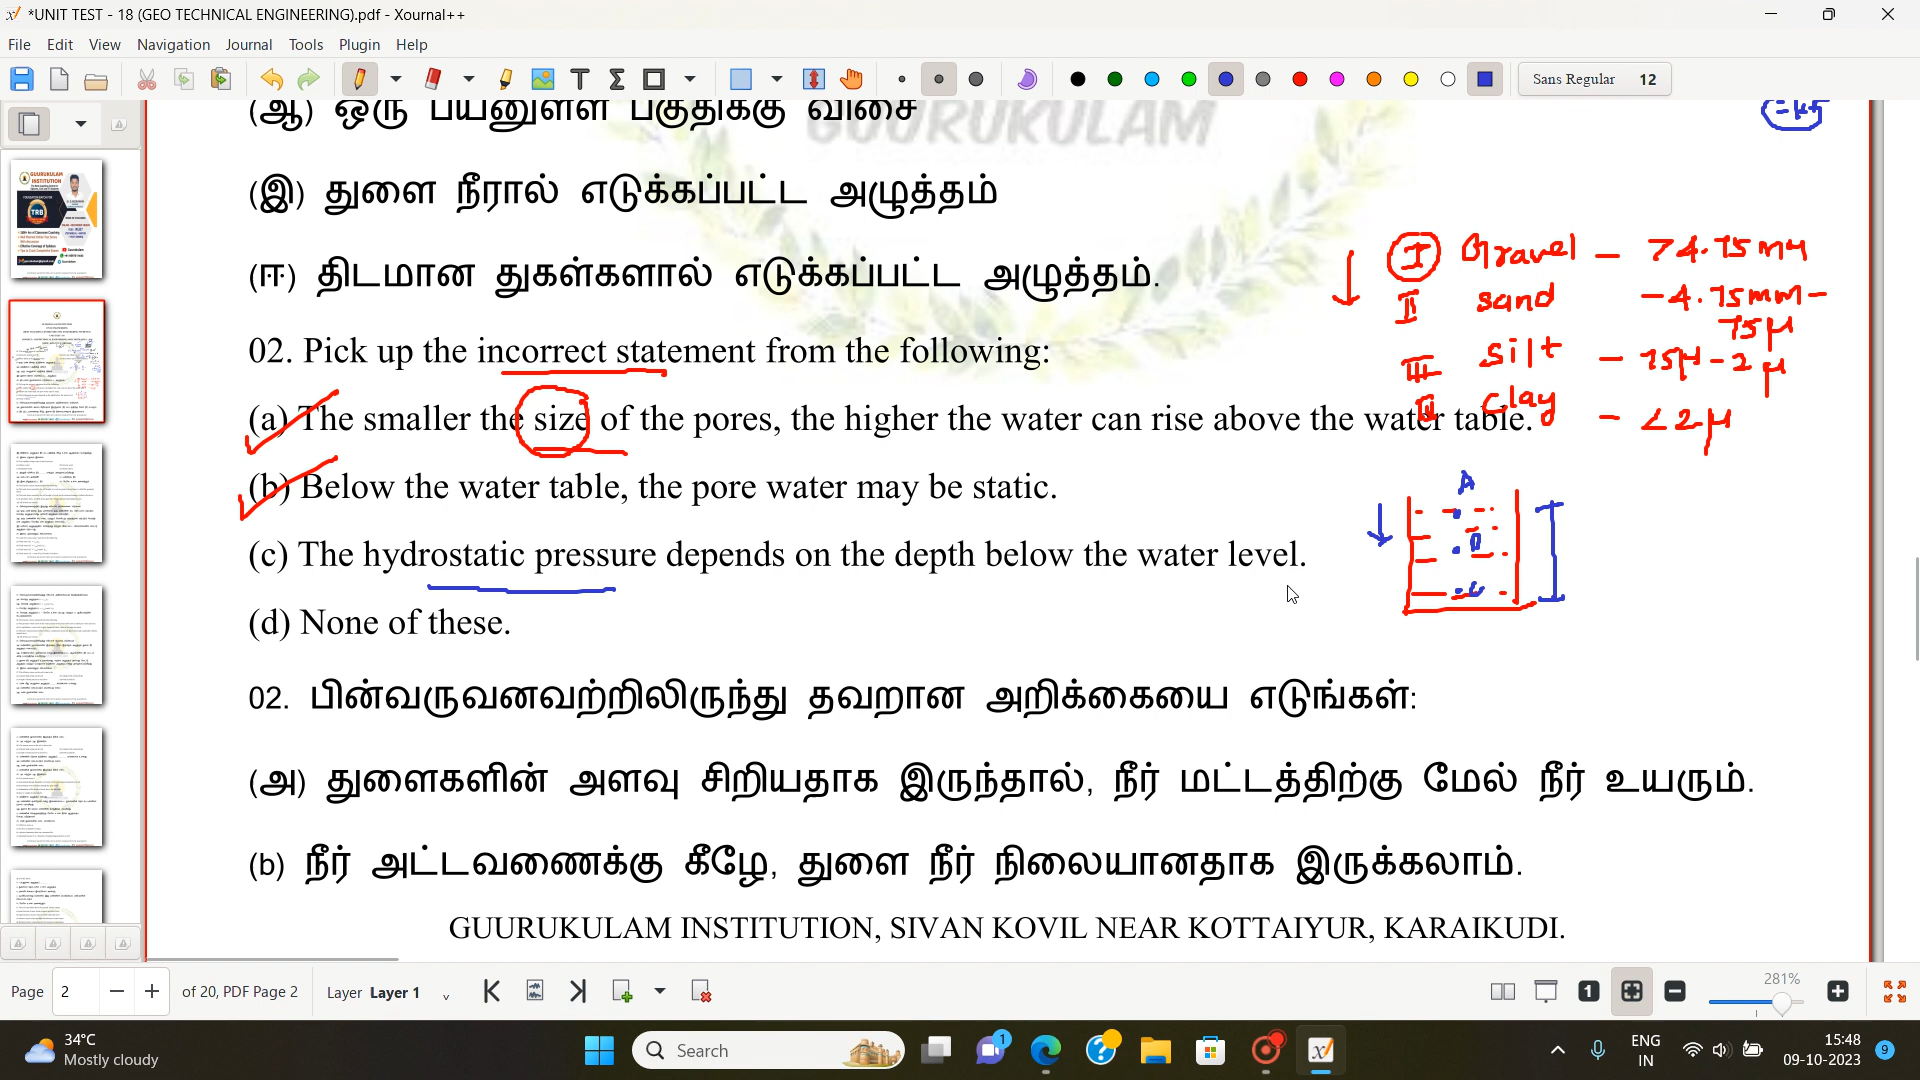 *UNIT TEST - 18 (GEO TECHNICAL ENGINEERING).pdf - Xournal++
File Edit View Navigation Journal Tools Plugin Help
Sans Regular 12
(ஆ) ஒரு பயனுள்ள பகுதிக்கு விசை
GUURUKULAM
(இ) துளை நீரால் எடுக்கப்பட்ட அழுத்தம்
(ஈ) திடமான துகள்களால் எடுக்கப்பட்ட அழுத்தம்.
I Gravel - 74.75mm
II sand - 4.75mm-
75μ
III silt - 75μ-2μ
IV clay - <2μ
02. Pick up the incorrect statement from the following:
(a) The smaller the size of the pores, the higher the water can rise above the water table.
(b) Below the water table, the pore water may be static.
A
B
C
(c) The hydrostatic pressure depends on the depth below the water level.
(d) None of these.
02. பின்வருவனவற்றிலிருந்து தவறான அறிக்கையை எடுங்கள்:
(அ) துளைகளின் அளவு சிறியதாக இருந்தால், நீர் மட்டத்திற்கு மேல் நீர் உயரும்.
(b) நீர் அட்டவணைக்கு கீழே, துளை நீர் நிலையானதாக இருக்கலாம்.
GUURUKULAM INSTITUTION, SIVAN KOVIL NEAR KOTTAIYUR, KARAIKUDI.
Page 2 of 20, PDF Page 2 Layer Layer 1 281%
34°C
Mostly cloudy
Search
ENG
IN
15:48
09-10-2023
9